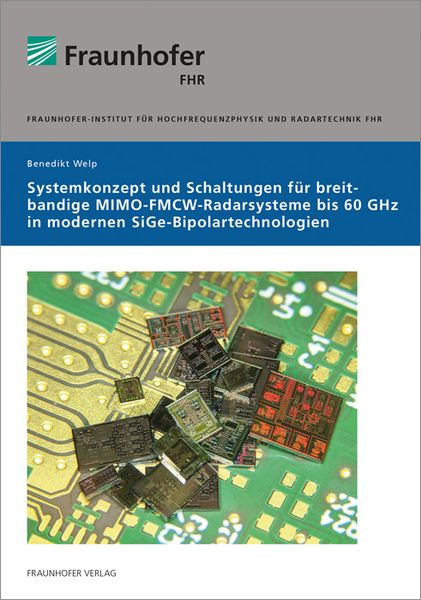 Fraunhofer
FHR
FRAUNHOFER-INSTITUT FÜR HOCHFREQUENZPHYSIK UND RADARTECHNIK FHR
Benedikt Welp
Systemkonzept und Schaltungen für breit-
bandige MIMO-FMCW-Radarsysteme bis 60 GHz
in modernen SiGe-Bipolartechnologien
C41
FRAUNHOFER VERLAG